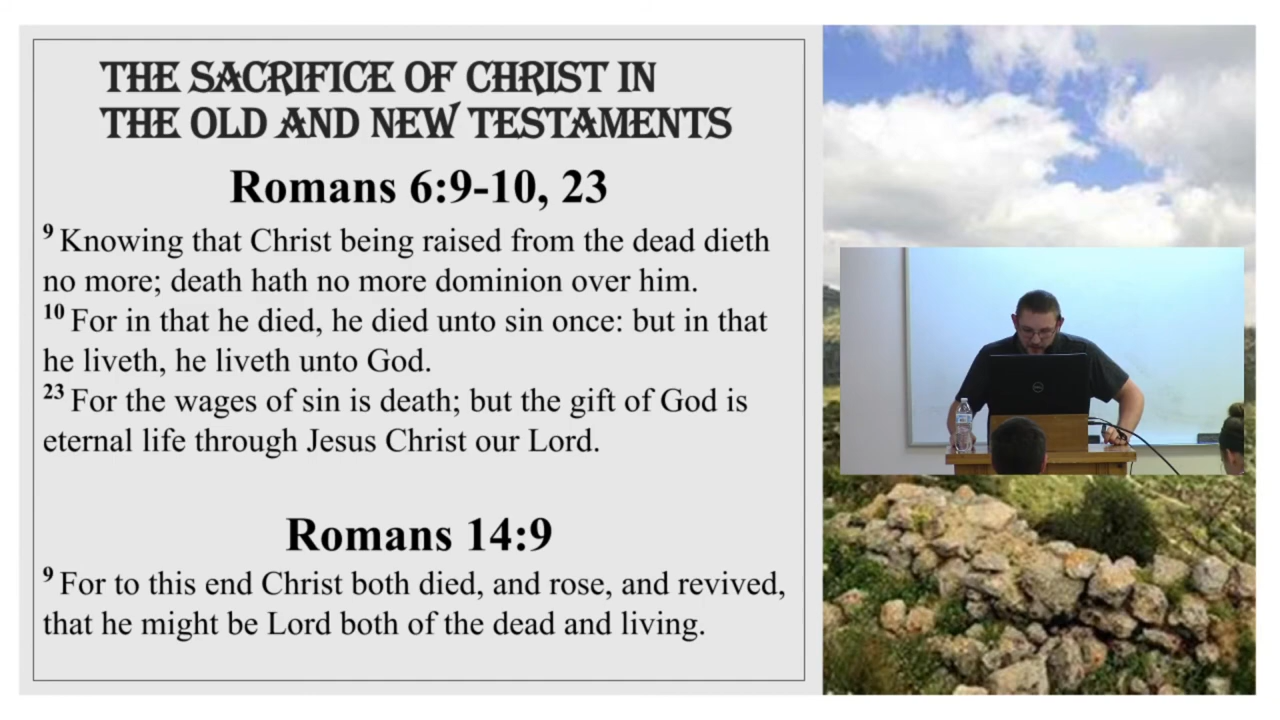 THE SACRIFICE OF CHRIST IN
THE OLD AND NEW TESTAMENTS
Romans 6:9-10, 23
9 Knowing that Christ being raised from the dead dieth
no more; death hath no more dominion over him.
10 For in that he died, he died unto sin once: but in that
he liveth, he liveth unto God.
23 For the wages of sin is death; but the gift of God is
eternal life through Jesus Christ our Lord.
Romans 14:9
9 For to this end Christ both died, and rose, and revived,
that he might be Lord both of the dead and living.
DELL